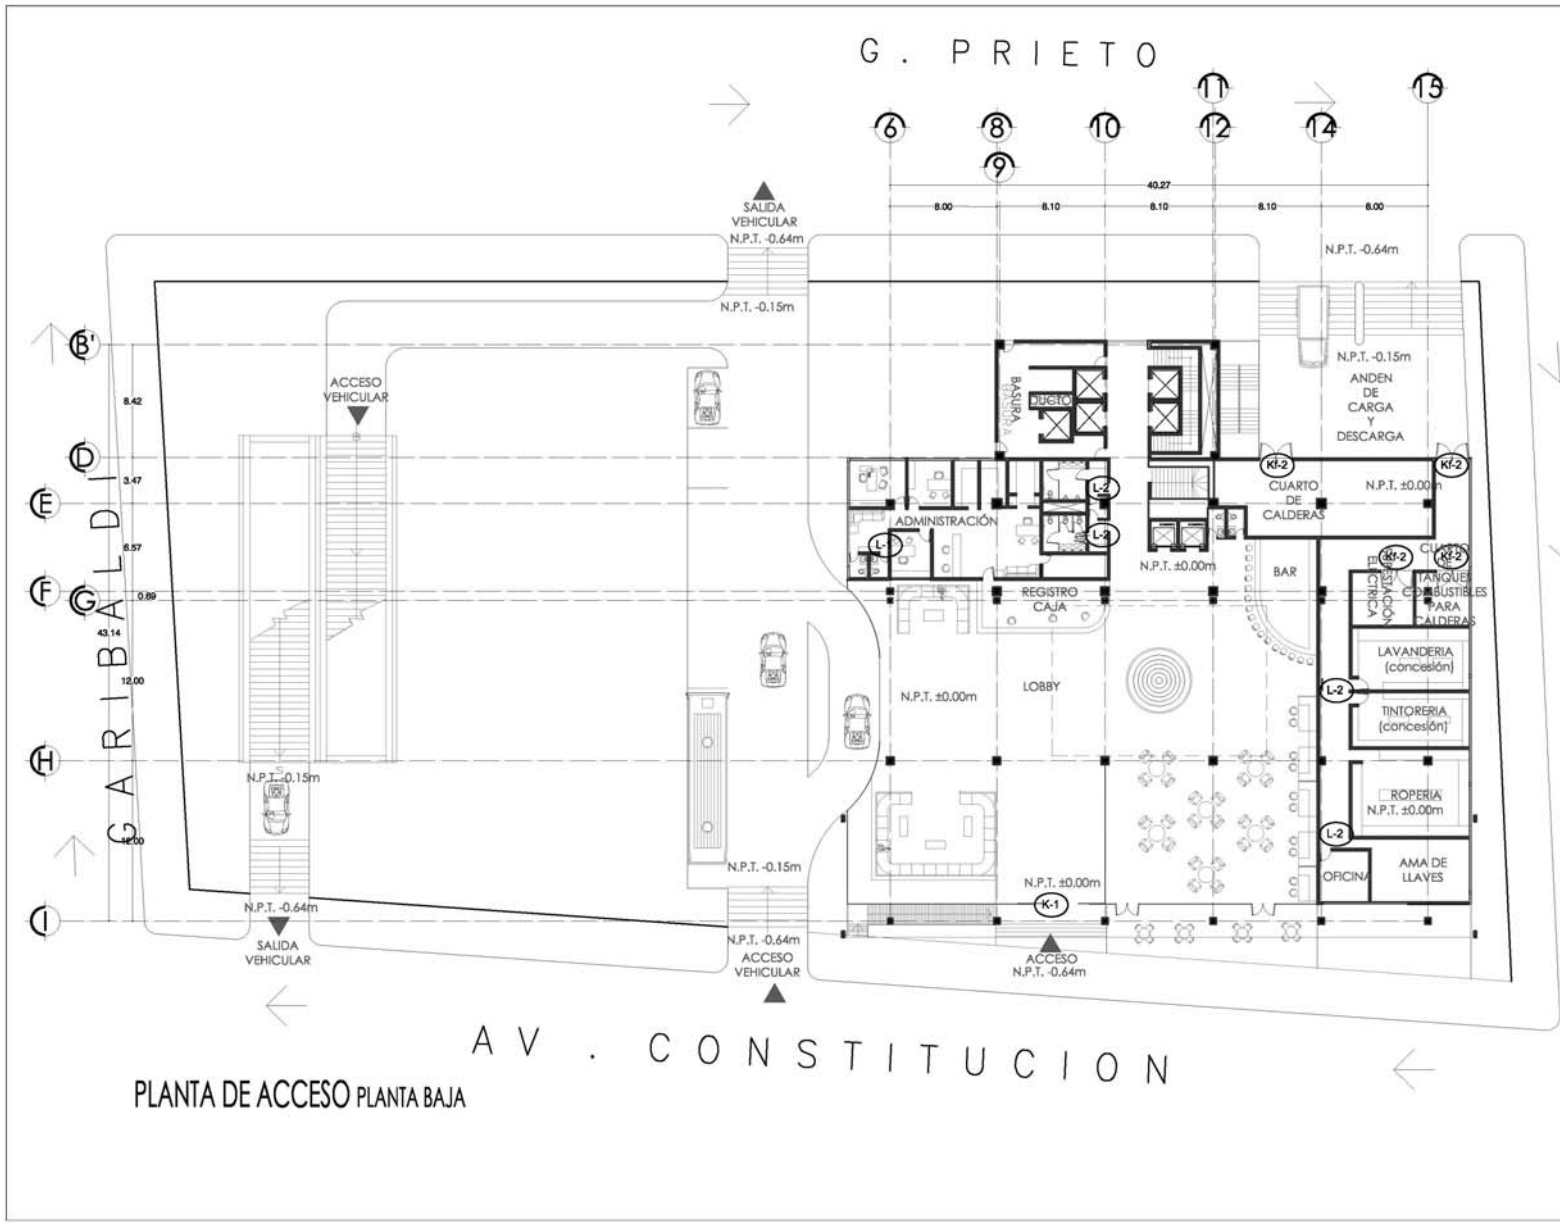 G. PRIETO
11
15
6
8
10
12
14
9
40.27
8.00
8.10
8.10
8.10
8.00
SALIDA
VEHICULAR
N.P.T. -0.64m
N.P.T. -0.15m
N.P.T. -0.64m
N.P.T. -0.15m
ANDEN
DE
CARGA
Y
DESCARGA
B'
D
E
F
G
H
I
8.42
3.47
6.57
0.69
43.14
12.00
12.00
GARIBALDI
ACCESO
VEHICULAR
BASURA
BASURA
DUCTO
Kf-2
Kf-2
CUARTO
DE
CALDERAS
N.P.T. ±0.00m
L-2
ADMINISTRACIÓN
L-1
L-2
N.P.T. ±0.00m
BAR
Kf-2
Kf-2
ELECTRICA
TANQUES
COMBUSTIBLES
PARA
CALDERAS
REGISTRO
CAJA
LAVANDERIA
(concesión)
LOBBY
N.P.T. ±0.00m
L-2
TINTORERIA
(concesión)
ROPERIA
N.P.T. ±0.00m
L-2
OFICINA
AMA DE
LLAVES
S
N.P.T. -0.15m
N.P.T. -0.64m
SALIDA
VEHICULAR
N.P.T. -0.15m
N.P.T. -0.64m
ACCESO
VEHICULAR
N.P.T. ±0.00m
K-1
ACCESO
N.P.T. -0.64m
AV. CONSTITUCION
PLANTA DE ACCESO PLANTA BAJA